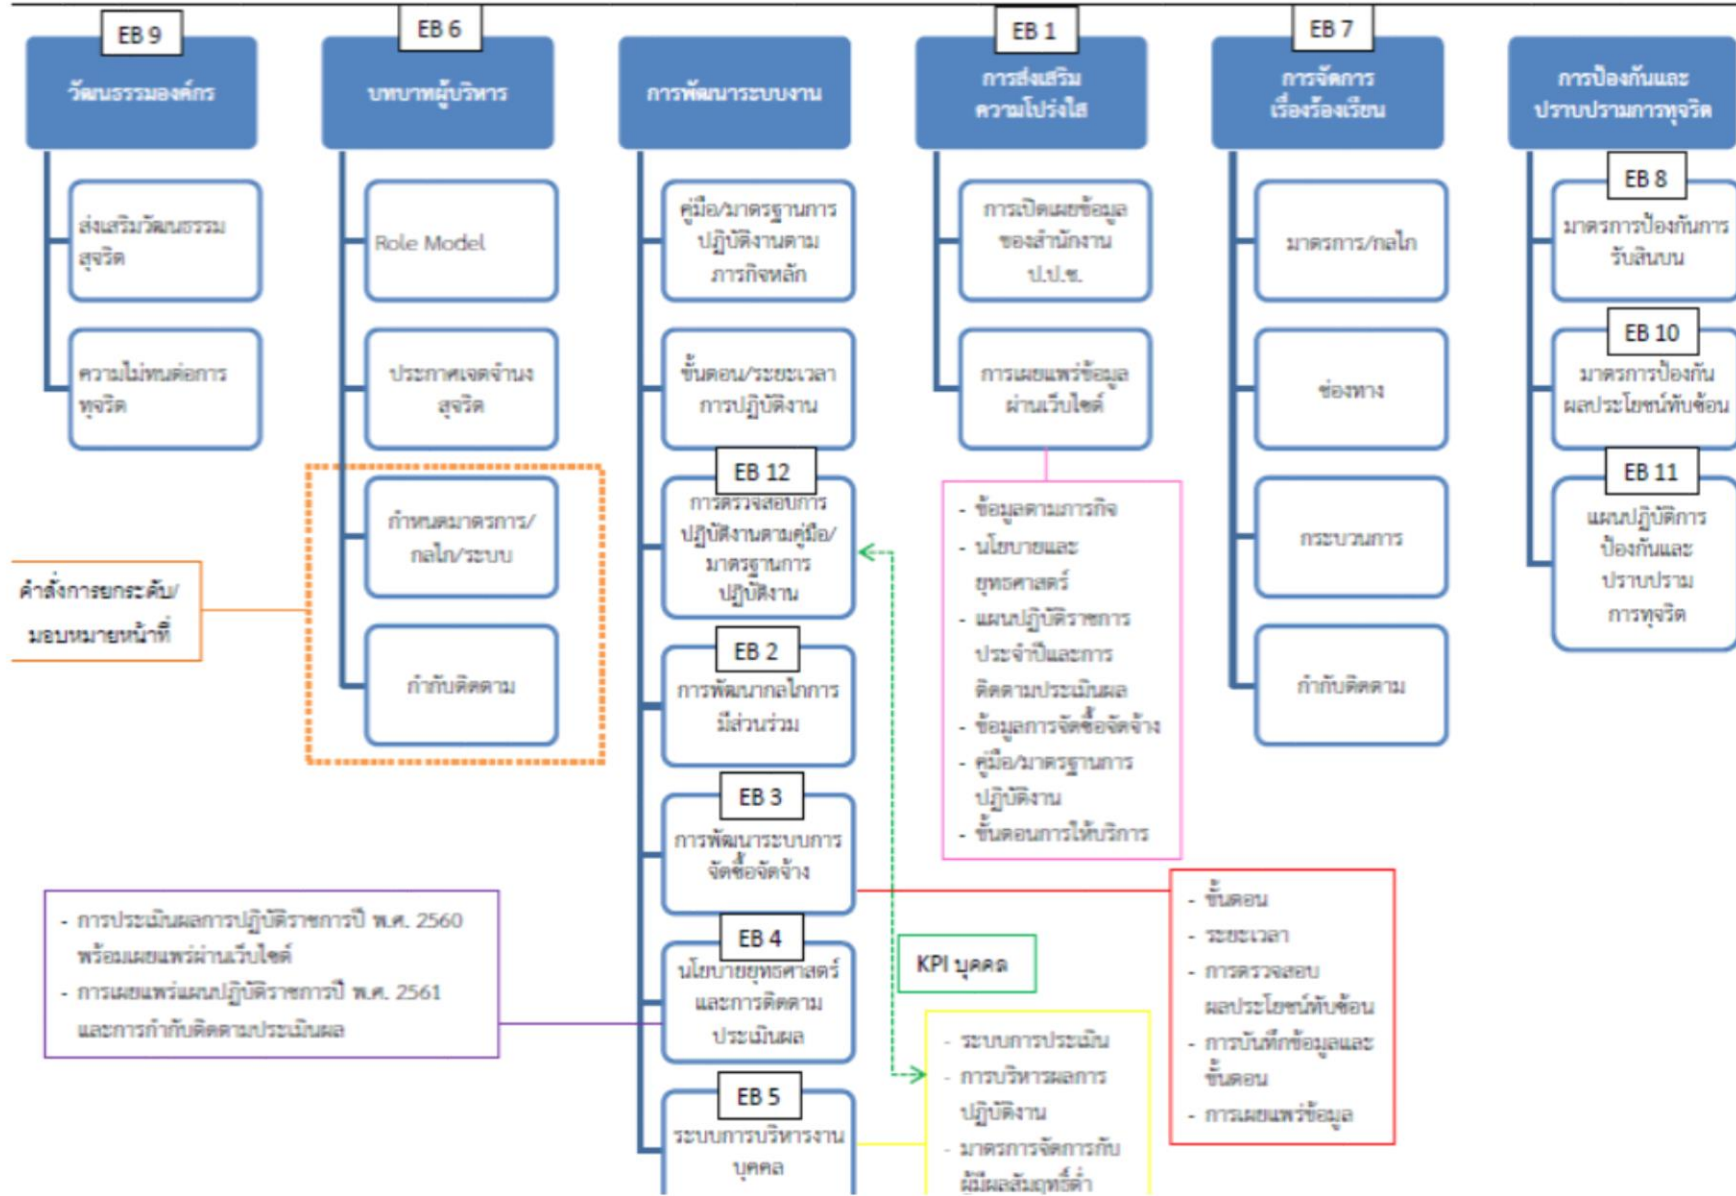 EB 9
วัฒนธรรมองค์กร
ส่งเสริมวัฒนธรรม
สุจริต
ความไม่ทนต่อการ
ทุจริต
EB 6
บทบาทผู้บริหาร
Role Model
ประกาศเจตจำนง
สุจริต
กำหนดมาตรการ/
กลไก/ระบบ
กำกับติดตาม
คำสั่งการยกระดับ/
มอบหมายหน้าที่
การพัฒนาระบบงาน
คู่มือ/มาตรฐานการ
ปฏิบัติงานตาม
ภารกิจหลัก
ขั้นตอน/ระยะเวลา
การปฏิบัติงาน
EB 12
การตรวจสอบการ
ปฏิบัติงานตามคู่มือ/
มาตรฐานการ
ปฏิบัติงาน
EB 2
การพัฒนากลไกการ
มีส่วนร่วม
EB 3
การพัฒนาระบบการ
จัดซื้อจัดจ้าง
EB 4
นโยบายยุทธศาสตร์
และการติดตาม
ประเมินผล
EB 5
ระบบการบริหารงาน
บุคคล
- การประเมินผลการปฏิบัติราชการปี พ.ศ. 2560
พร้อมเผยแพร่ผ่านเว็บไซต์
- การเผยแพร่แผนปฏิบัติราชการปี พ.ศ. 2561
และการกำกับติดตามประเมินผล
EB 1
การส่งเสริม
ความโปร่งใส
การเปิดเผยข้อมูล
ของสำนักงาน
ป.ป.ช.
การเผยแพร่ข้อมูล
ผ่านเว็บไซต์
- ข้อมูลตามภารกิจ
- นโยบายและ
ยุทธศาสตร์
- แผนปฏิบัติราชการ
ประจำปีและการ
ติดตามประเมินผล
- ข้อมูลการจัดซื้อจัดจ้าง
- คู่มือ/มาตรฐานการ
ปฏิบัติงาน
- ขั้นตอนการให้บริการ
KPI บุคคล
- ระบบการประเมิน
- การบริหารผลการ
ปฏิบัติงาน
- มาตรการจัดการกับ
ผู้มีผลสัมฤทธิ์ต่ำ
EB 7
การจัดการ
เรื่องร้องเรียน
มาตรการ/กลไก
ช่องทาง
กระบวนการ
กำกับติดตาม
- ขั้นตอน
- ระยะเวลา
- การตรวจสอบ
ผลประโยชน์ทับซ้อน
- การบันทึกข้อมูลและ
ขั้นตอน
- การเผยแพร่ข้อมูล
การป้องกันและ
ปราบปรามการทุจริต
EB 8
มาตรการป้องกันการ
รับสินบน
EB 10
มาตรการป้องกัน
ผลประโยชน์ทับซ้อน
EB 11
แผนปฏิบัติการ
ป้องกันและ
ปราบปราม
การทุจริต